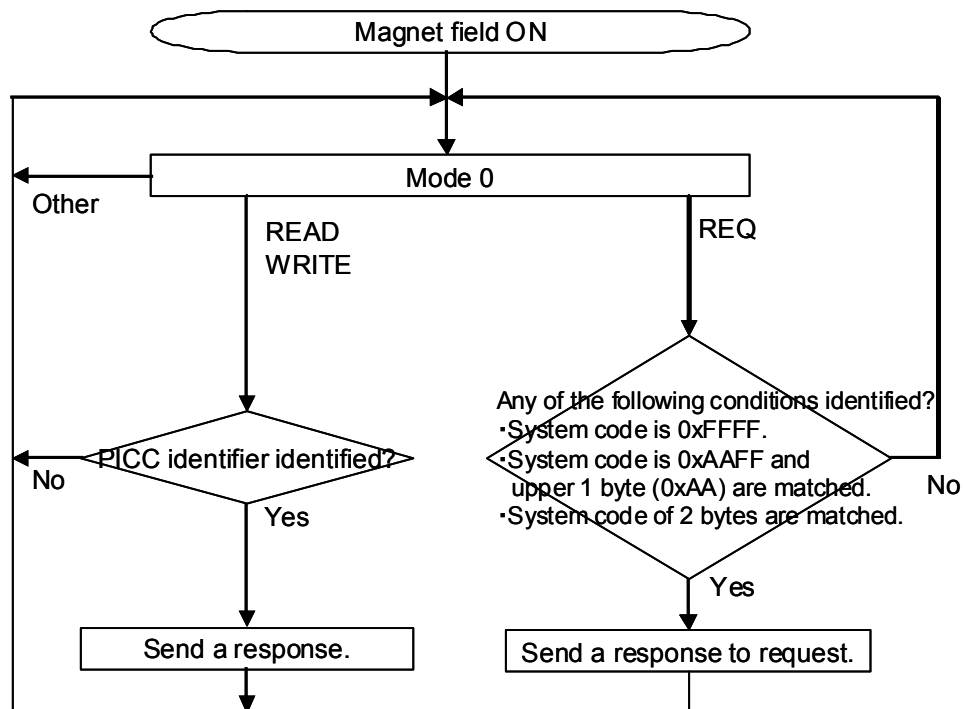 Magnet field ON
Mode 0
Other
READ
WRITE
REQ
Any of the following conditions identified?
・System code is 0xFFFF.
・System code is 0xAAFF and
upper 1 byte (0xAA) are matched.
・System code of 2 bytes are matched.
PICC identifier identified?
No
Yes
No
Yes
Send a response.
Send a response to request.